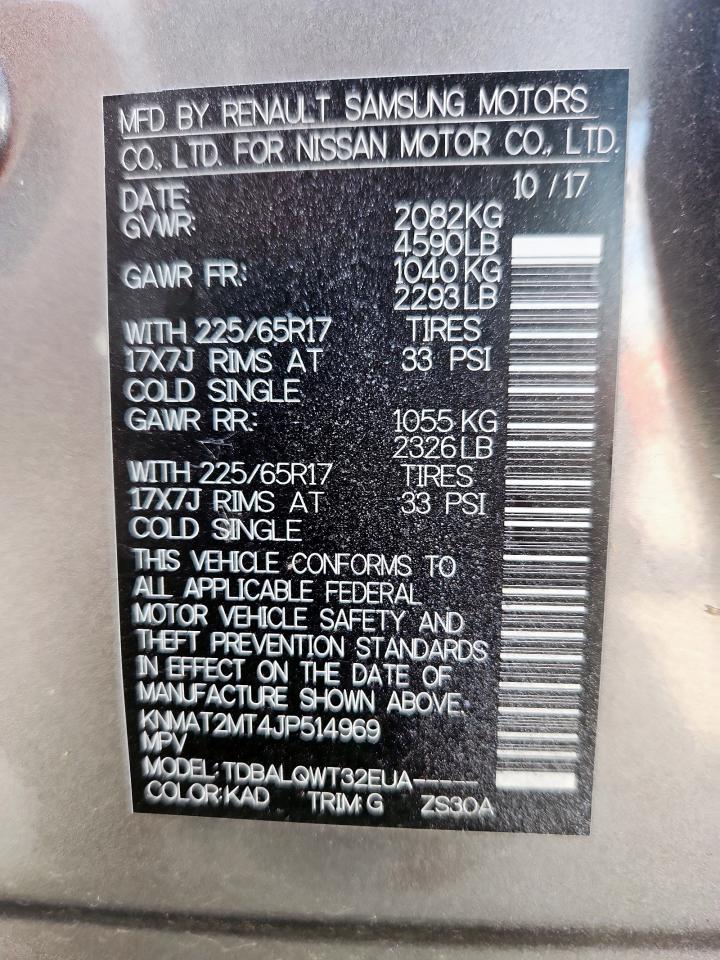 MFD BY RENAULT SAMSUNG MOTORS
CO., LTD. FOR NISSAN MOTOR CO., LTD.
DATE: 10 / 17
GVWR: 2082KG
4590LB
GAWR FR: 1040KG
2293LB
WITH 225/65R17 TIRES
17X7J RIMS AT 33 PSI
COLD SINGLE
GAWR RR: 1055KG
2326LB
WITH 225/65R17 TIRES
17X7J RIMS AT 33 PSI
COLD SINGLE
THIS VEHICLE CONFORMS TO
ALL APPLICABLE FEDERAL
MOTOR VEHICLE SAFETY AND
THEFT PREVENTION STANDARDS
IN EFFECT ON THE DATE OF
MANUFACTURE SHOWN ABOVE.
KNMAT2MT4JP514969
MPV
MODEL: TDBALQWT32EUA-----
COLOR: KAD TRIM: G ZS30A